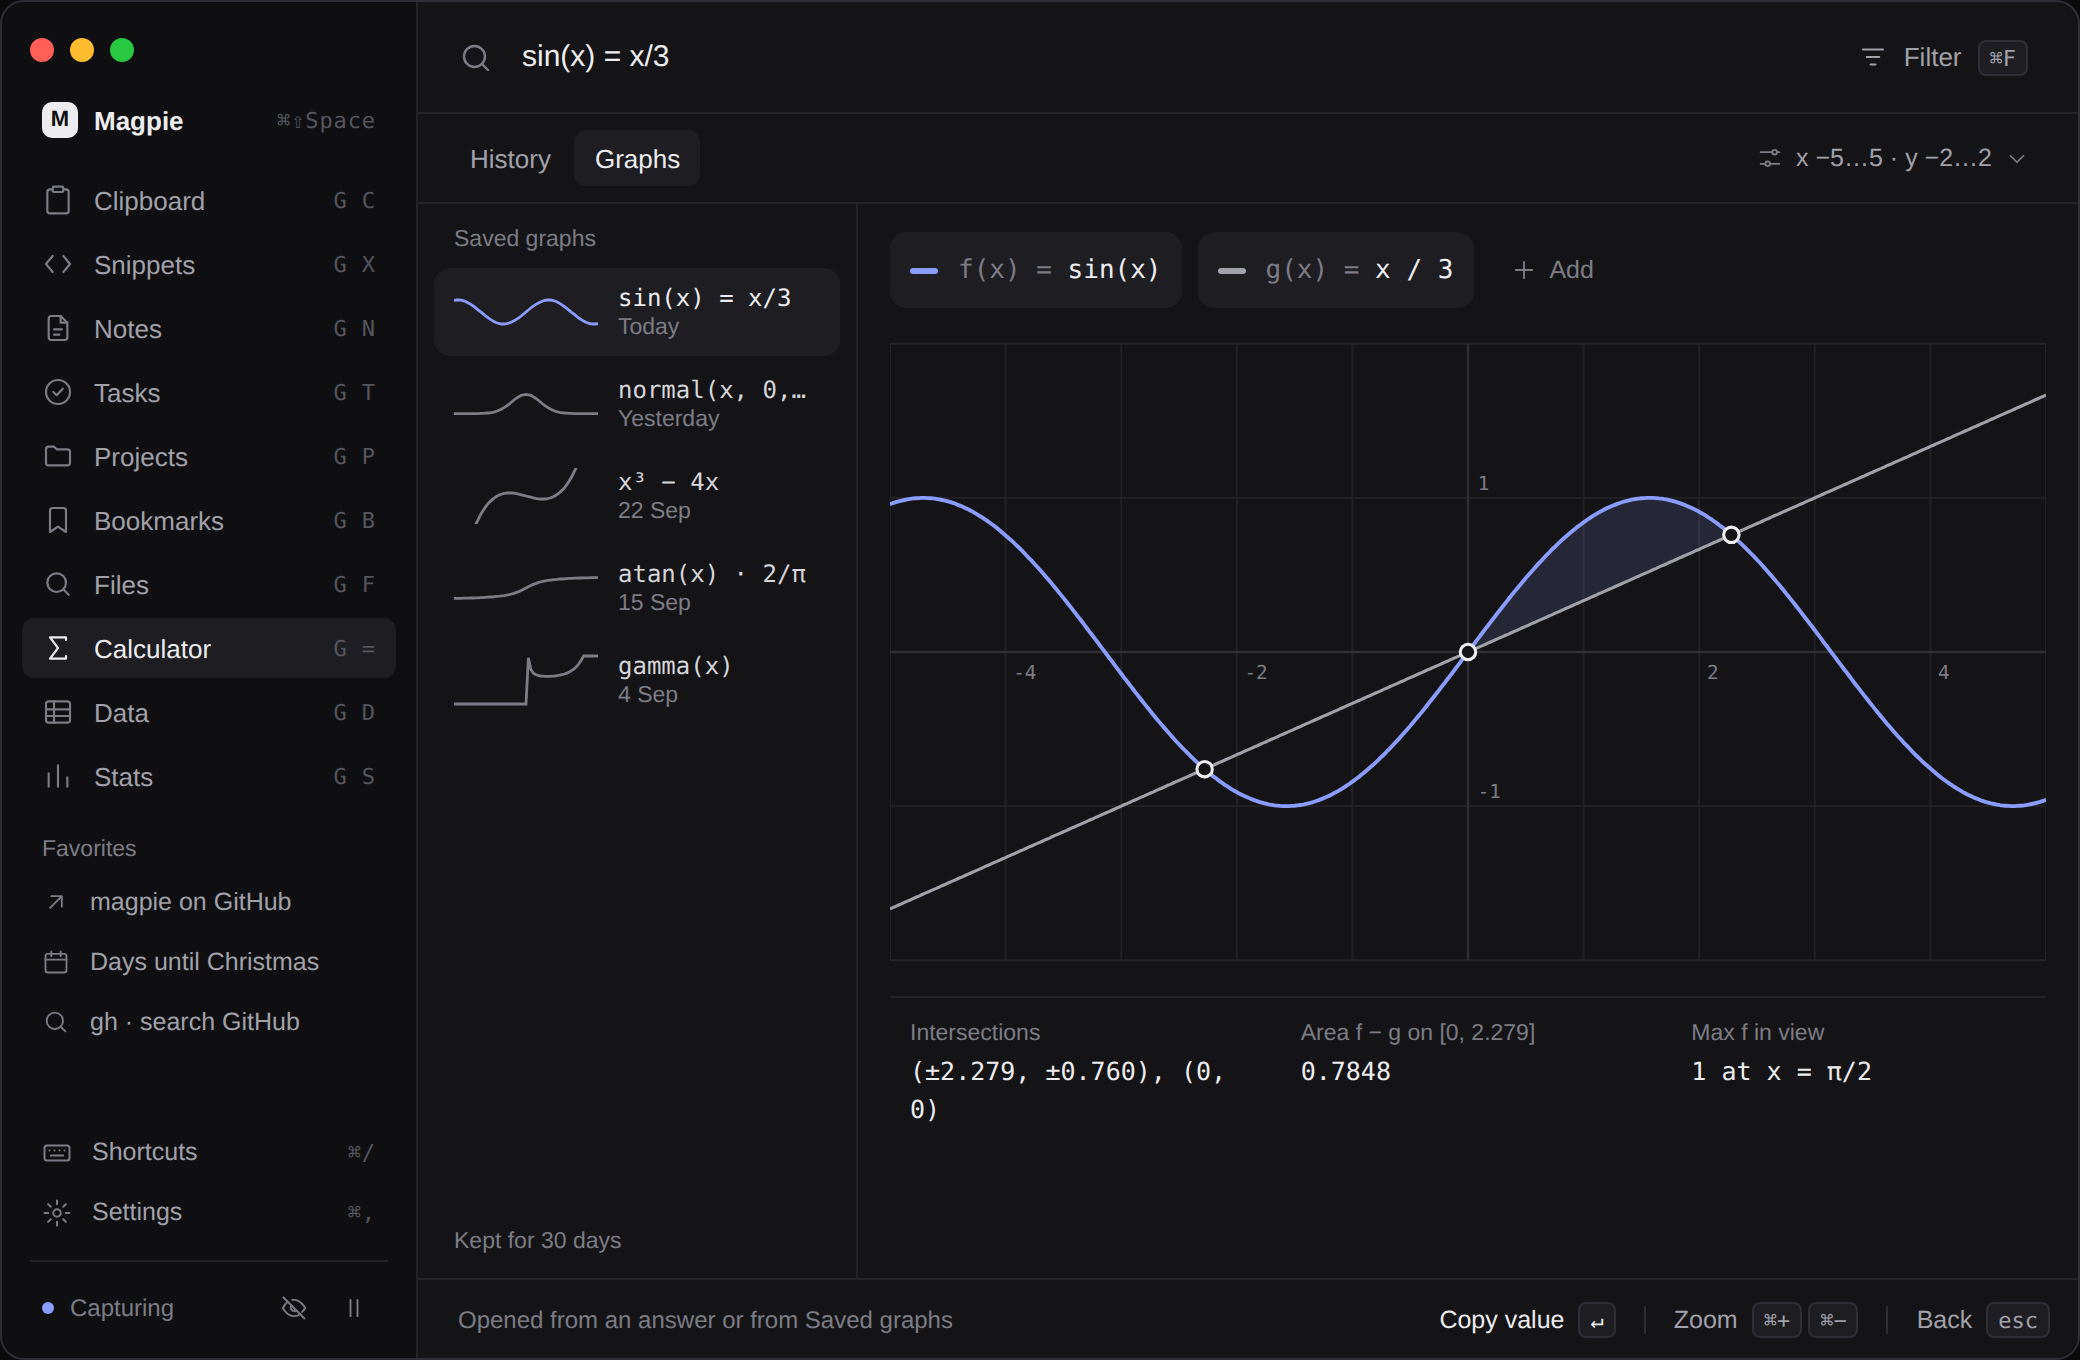 M Magpie ⌘⇧Space
Clipboard G C
Snippets G X
Notes G N
Tasks G T
Projects G P
Bookmarks G B
Files G F
Calculator G =
Data G D
Stats G S
Favorites
magpie on GitHub
Days until Christmas
gh · search GitHub
Shortcuts ⌘/
Settings ⌘,
Capturing
sin(x) = x/3
Filter ⌘F
History Graphs
x −5…5 · y −2…2
Saved graphs
sin(x) = x/3
Today
normal(x, 0,…
Yesterday
x³ − 4x
22 Sep
atan(x) · 2/π
15 Sep
gamma(x)
4 Sep
Kept for 30 days
f(x) = sin(x)
g(x) = x / 3
Add
1
-4 -2 2 4
-1
Intersections
(±2.279, ±0.760), (0,
0)
Area f − g on [0, 2.279]
0.7848
Max f in view
1 at x = π/2
Opened from an answer or from Saved graphs
Copy value ↵
Zoom ⌘+ ⌘−
Back esc